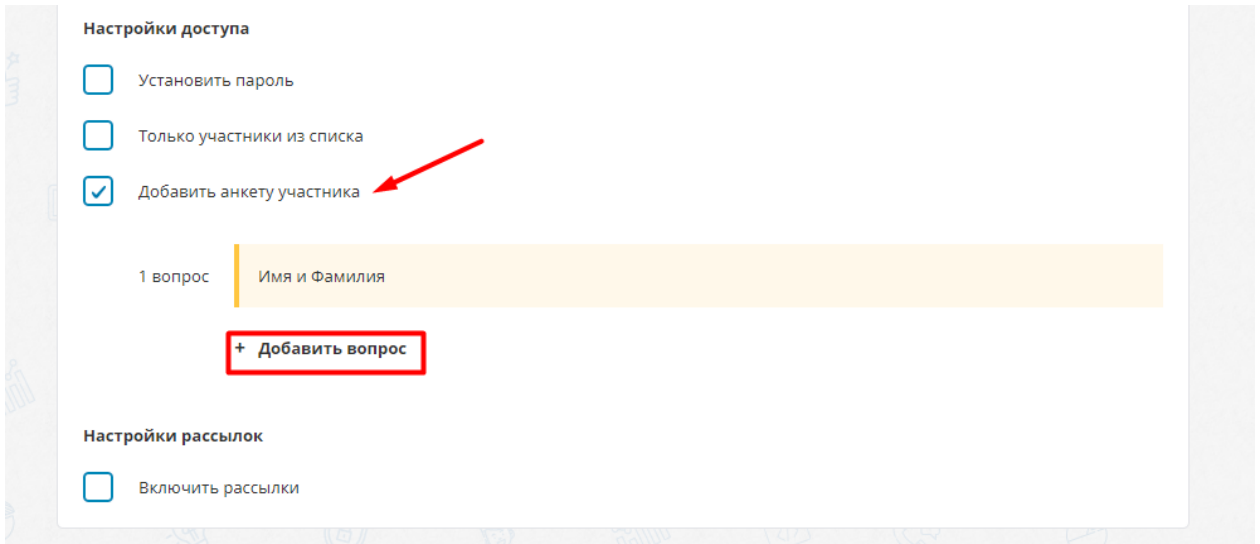 Настройки доступа
Установить пароль
Только участники из списка
Добавить анкету участника
1 вопрос Имя и Фамилия
+ Добавить вопрос
Настройки рассылок
Включить рассылки